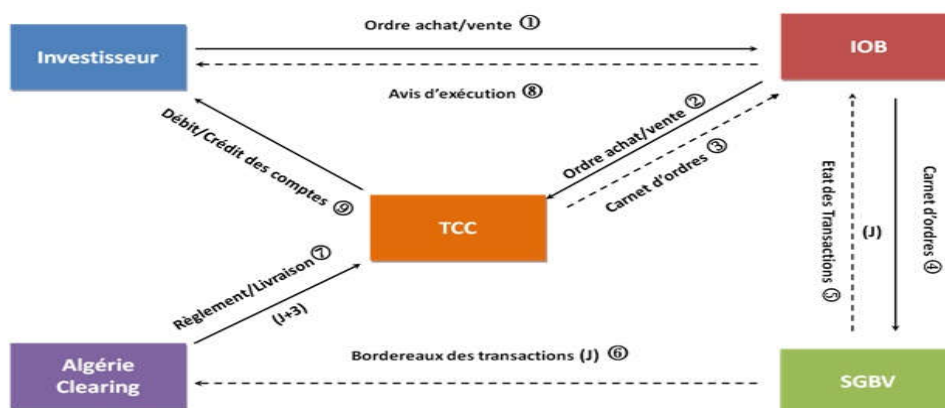 Ordre achat/vente ①
Investisseur
IOB
Avis d'exécution ⑧
Débit/Crédit des comptes ⑨
Ordre achat/vente ②
Carnet d'ordres ③
TCC
Etat des Transactions ⑤
(J)
Carnet d'ordres ④
Règlement/Livraison ⑦
(J+3)
Algérie
Clearing
Bordereaux des transactions (J) ⑥
SGBV